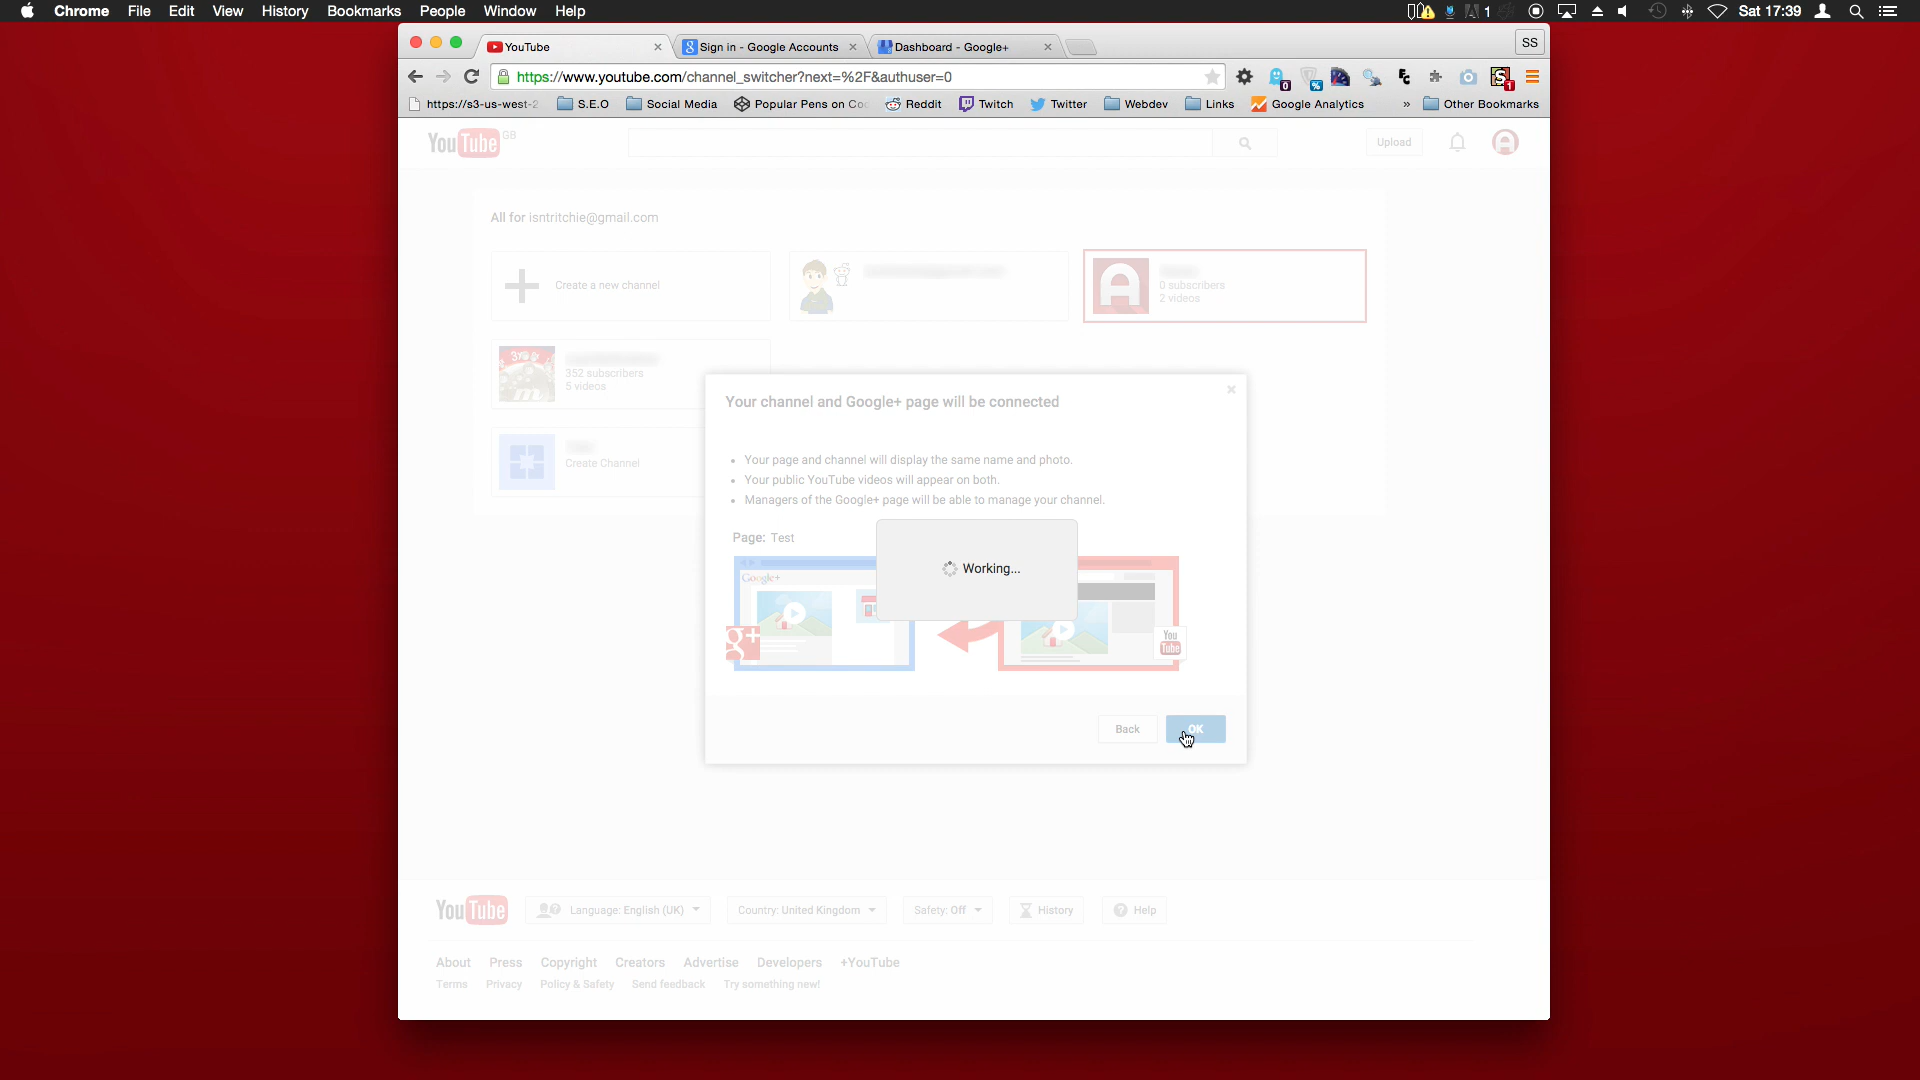 Chrome File Edit View History Bookmarks People Window Help
1 Sat 17:39
YouTube Sign in - Google Accounts Dashboard - Google+ SS
https://www.youtube.com/channel_switcher?next=%2F&authuser=0
https://s3-us-west-2 S.E.O Social Media Popular Pens on Co Reddit Twitch Twitter Webdev Links Google Analytics » Other Bookmarks
YouTube GB Upload
All for isntritchie@gmail.com
Create a new channel
0 subscribers
2 videos
352 subscribers
5 videos
Create Channel
Your channel and Google+ page will be connected
Your page and channel will display the same name and photo.
Your public YouTube videos will appear on both.
Managers of the Google+ page will be able to manage your channel.
Page: Test
Working...
Google+
g+
You Tube
Back OK
YouTube Language: English (UK) Country: United Kingdom Safety: Off History Help
About Press Copyright Creators Advertise Developers +YouTube
Terms Privacy Policy & Safety Send feedback Try something new!